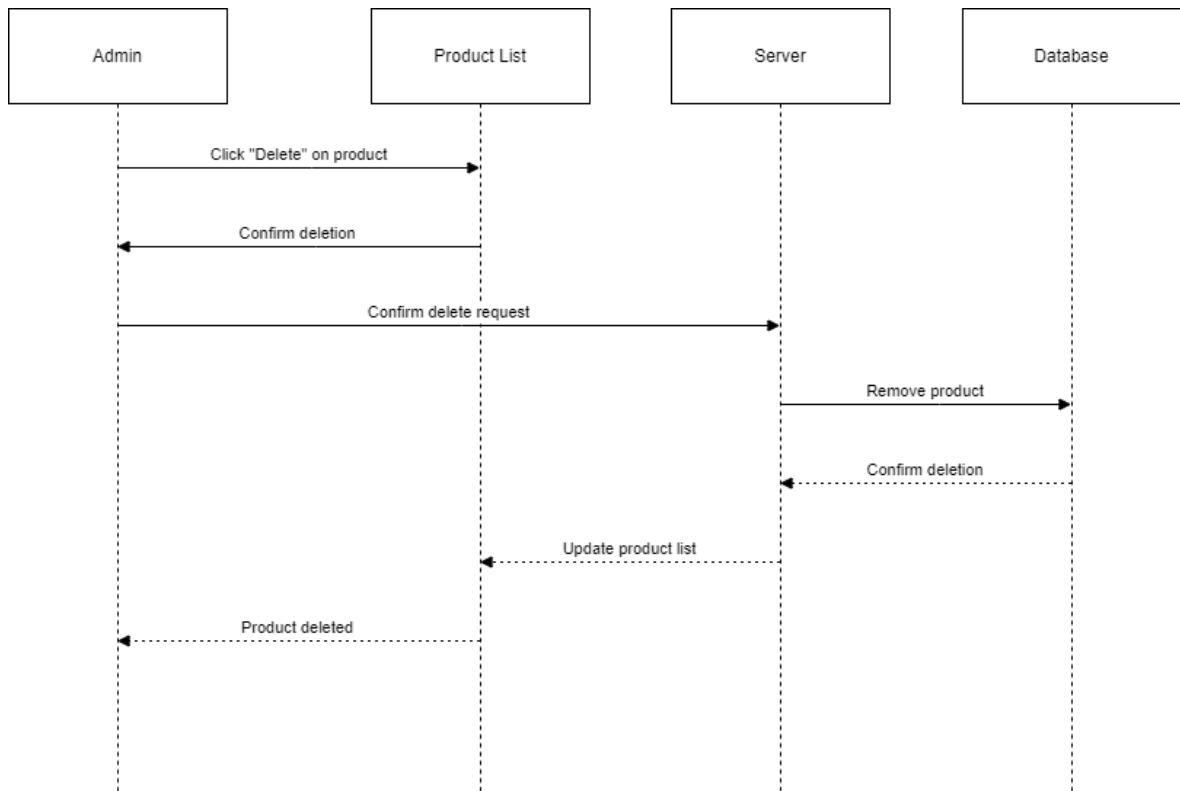 Admin
Product List
Server
Database
Click "Delete" on product
Confirm deletion
Confirm delete request
Remove product
Confirm deletion
Update product list
Product deleted